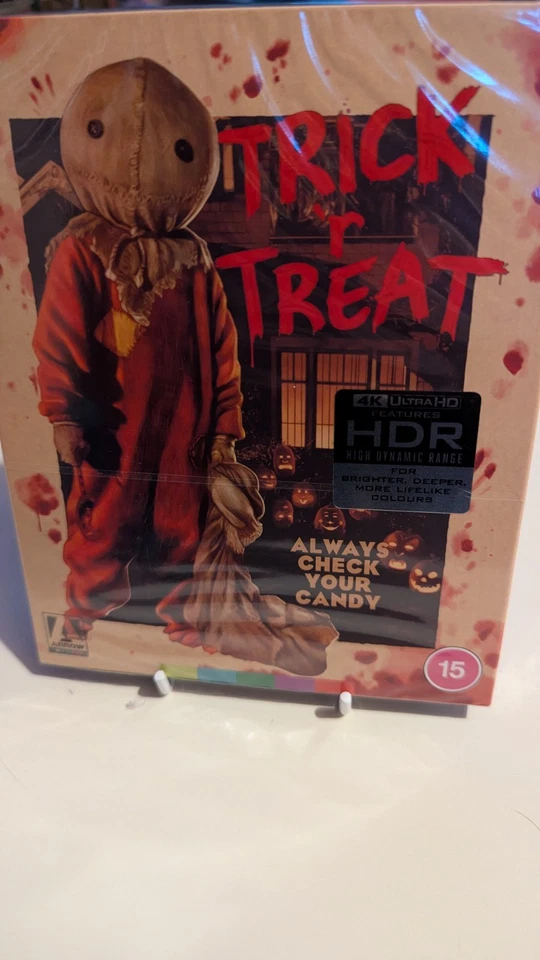 TRICK
'r
TREAT
4K ULTRA HD
FEATURES
HDR
HIGH DYNAMIC RANGE
FOR
BRIGHTER, DEEPER,
MORE LIFELIKE
COLOURS
ALWAYS
CHECK
YOUR
CANDY
ARROW
15